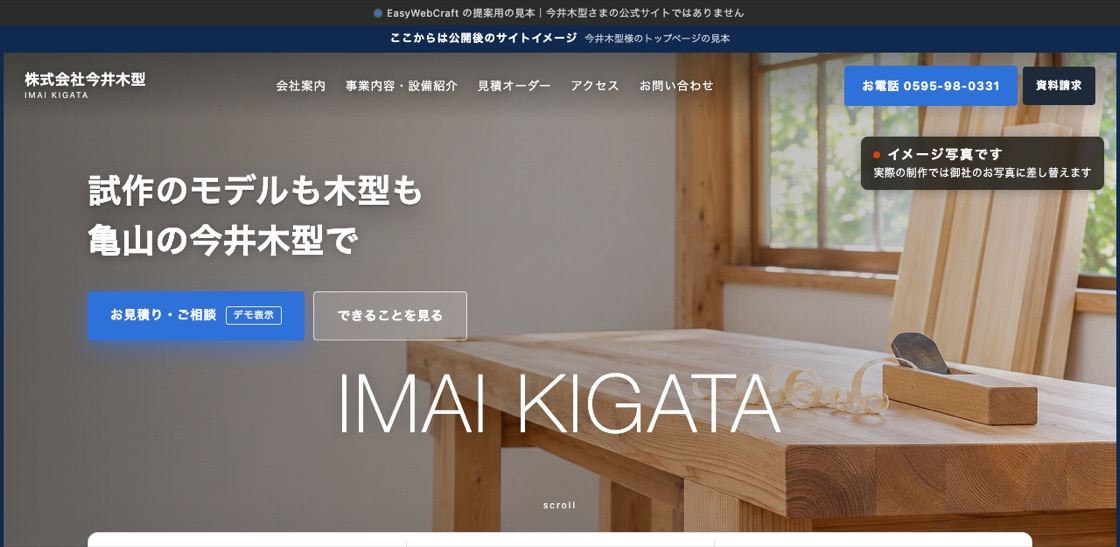 EasyWebCraft の提案用の見本｜今井木型さまの公式サイトではありません
ここからは公開後のサイトイメージ 今井木型様のトップページの見本
株式会社今井木型
IMAI KIGATA
会社案内 事業内容・設備紹介 見積オーダー アクセス お問い合わせ
お電話 0595-98-0331
資料請求
イメージ写真です
実際の制作では御社のお写真に差し替えます
試作のモデルも木型も
亀山の今井木型で
お見積り・ご相談 デモ表示
できることを見る
IMAI KIGATA
scroll